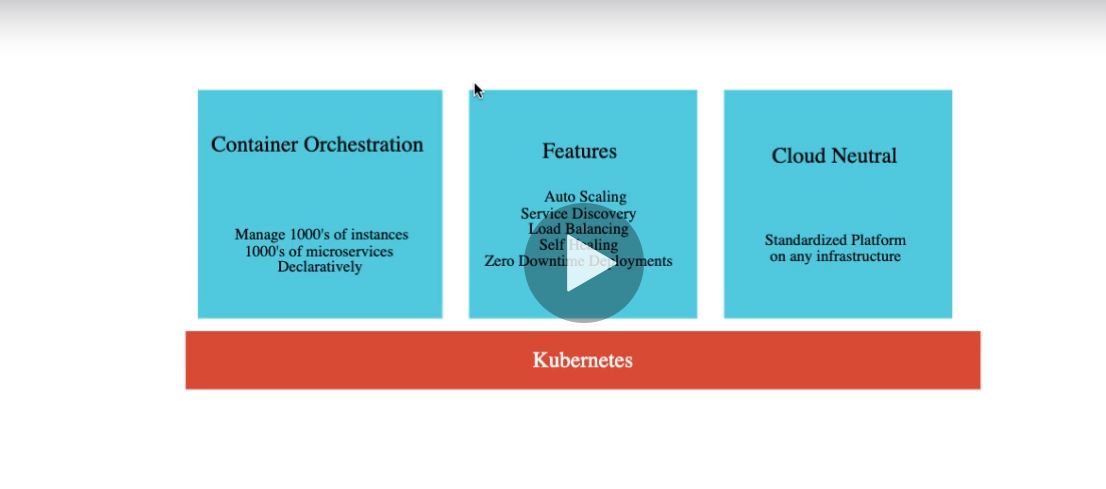 Container Orchestration
Manage 1000's of instances
1000's of microservices
Declaratively
Features
Auto Scaling
Service Discovery
Load Balancing
Self Healing
Zero Downtime Deployments
Cloud Neutral
Standardized Platform
on any infrastructure
Kubernetes